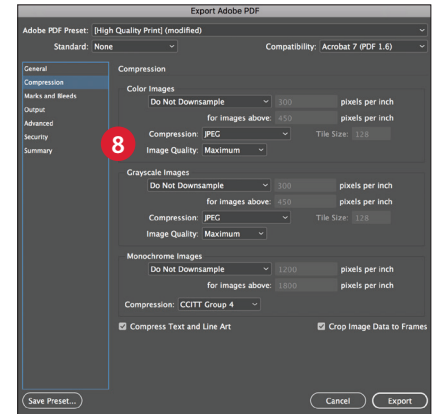 Export Adobe PDF
Adobe PDF Preset: [High Quality Print] (modified)
Standard: None Compatibility: Acrobat 7 (PDF 1.6)
General
Compression
Marks and Bleeds
Output
Advanced
Security
Summary
Compression
Color Images
Do Not Downsample 300 pixels per inch
for images above: 450 pixels per inch
Compression: JPEG Tile Size: 128
8
Image Quality: Maximum
Grayscale Images
Do Not Downsample 300 pixels per inch
for images above: 450 pixels per inch
Compression: JPEG Tile Size: 128
Image Quality: Maximum
Monochrome Images
Do Not Downsample 1200 pixels per inch
for images above: 1800 pixels per inch
Compression: CCITT Group 4
Compress Text and Line Art Crop Image Data to Frames
Save Preset... Cancel Export